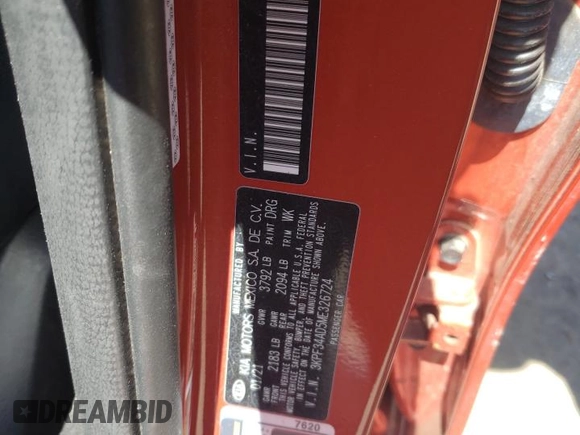 V.I.N.
MANUFACTURED BY
KIA KIA MOTORS MEXICO S.A. DE C.V.
01/21 GVWR 3792 LB PAINT DRG
GAWR FRONT 2183 LB GAWR REAR 2094 LB TRIM WK
THIS VEHICLE CONFORMS TO ALL APPLICABLE U.S. FEDERAL
MOTOR VEHICLE SAFETY, BUMPER, AND THEFT PREVENTION STANDARDS
IN EFFECT ON THE DATE OF MANUFACTURE SHOWN ABOVE.
V.I.N. 3KPF34AD5ME326724
PASSENGER CAR
7620
DREAMBID